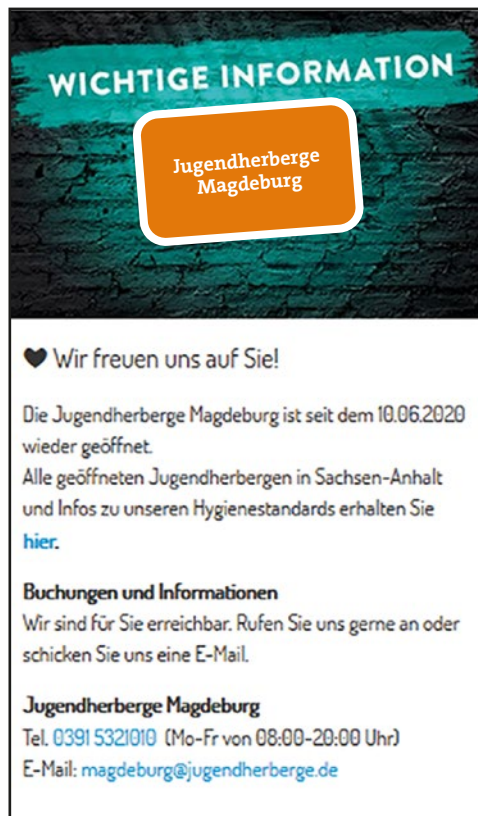 WICHTIGE INFORMATION
Jugendherberge
Magdeburg
Wir freuen uns auf Sie!
Die Jugendherberge Magdeburg ist seit dem 10.06.2020
wieder geöffnet.
Alle geöffneten Jugendherbergen in Sachsen-Anhalt
und Infos zu unseren Hygienestandards erhalten Sie
hier.
Buchungen und Informationen
Wir sind für Sie erreichbar. Rufen Sie uns gerne an oder
schicken Sie uns eine E-Mail.
Jugendherberge Magdeburg
Tel. 0391 5321010 (Mo-Fr von 08:00-20:00 Uhr)
E-Mail: magdeburg@jugendherberge.de